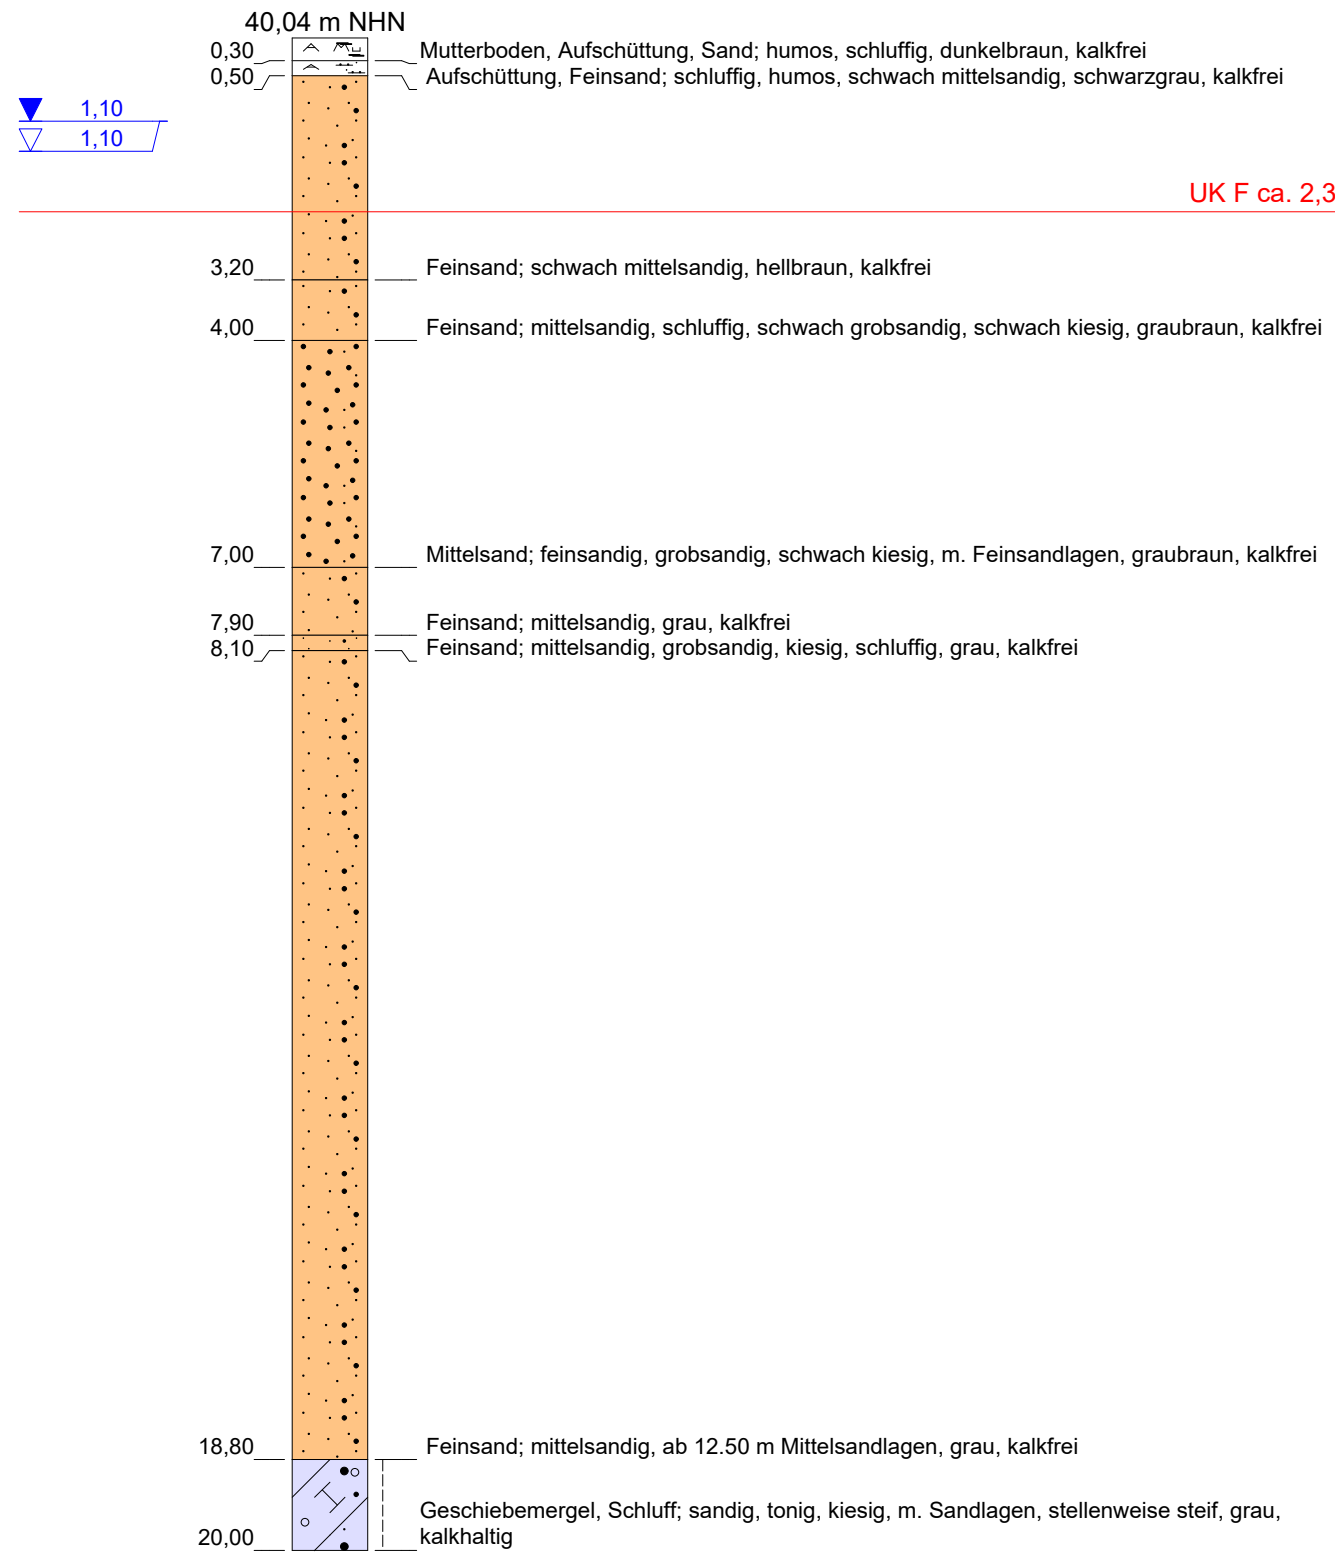 40,04 m NHN
0,30 Mutterboden, Aufschüttung, Sand; humos, schluffig, dunkelbraun, kalkfrei
0,50 Aufschüttung, Feinsand; schluffig, humos, schwach mittelsandig, schwarzgrau, kalkfrei
1,10
1,10
UK F ca. 2,3
3,20 Feinsand; schwach mittelsandig, hellbraun, kalkfrei
4,00 Feinsand; mittelsandig, schluffig, schwach grobsandig, schwach kiesig, graubraun, kalkfrei
7,00 Mittelsand; feinsandig, grobsandig, schwach kiesig, m. Feinsandlagen, graubraun, kalkfrei
7,90 Feinsand; mittelsandig, grau, kalkfrei
8,10 Feinsand; mittelsandig, grobsandig, kiesig, schluffig, grau, kalkfrei
18,80 Feinsand; mittelsandig, ab 12.50 m Mittelsandlagen, grau, kalkfrei
Geschiebemergel, Schluff; sandig, tonig, kiesig, m. Sandlagen, stellenweise steif, grau,
20,00 kalkhaltig